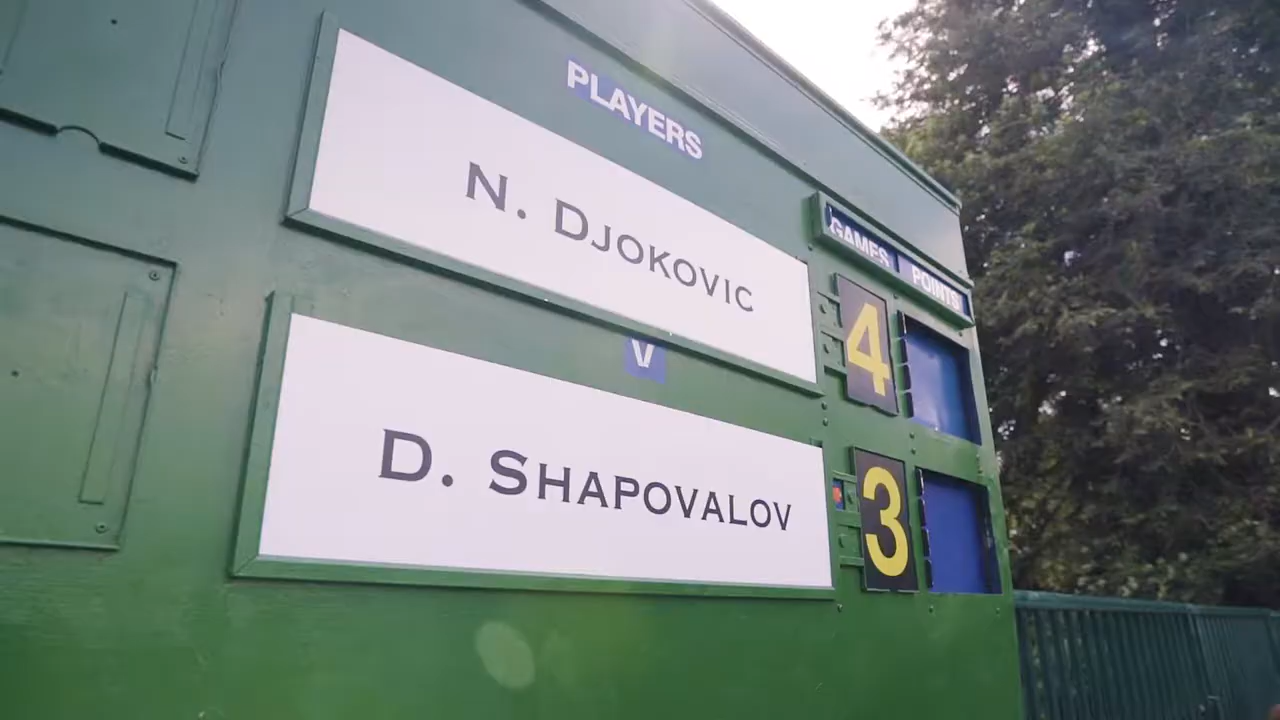 PLAYERS
N. DJOKOVIC
GAMES POINTS
4
V
D. SHAPOVALOV
3